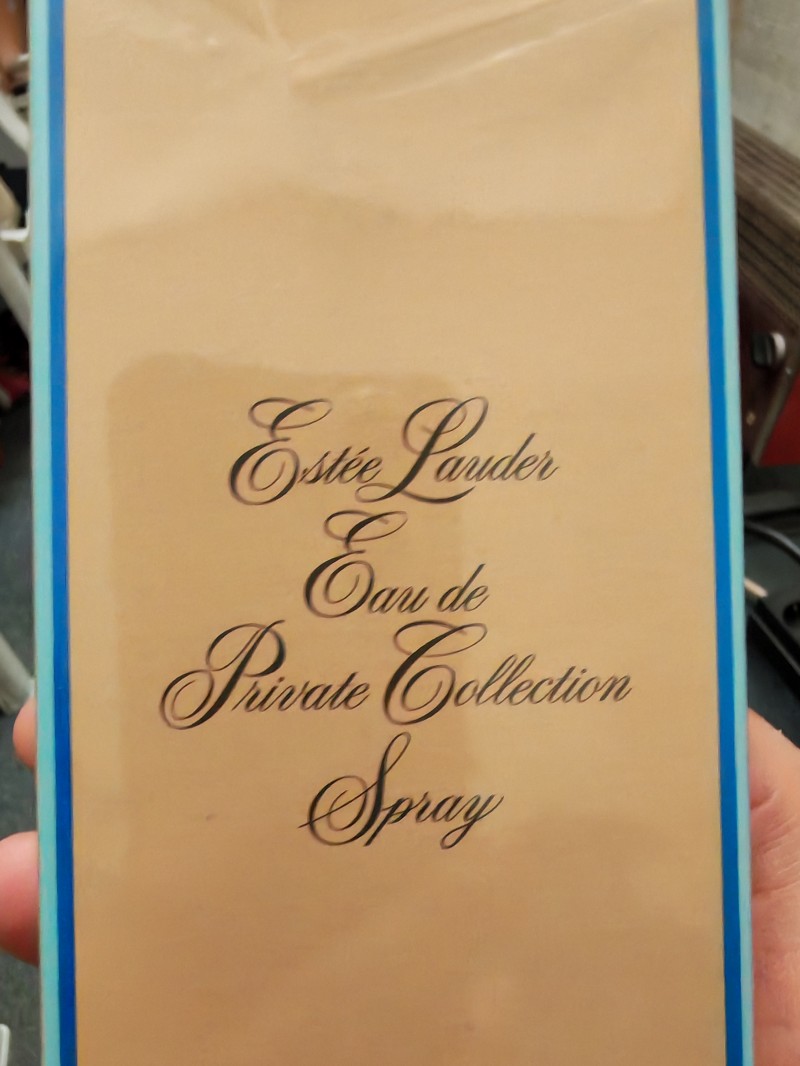 Estée Lauder
Eau de
Private Collection
Spray